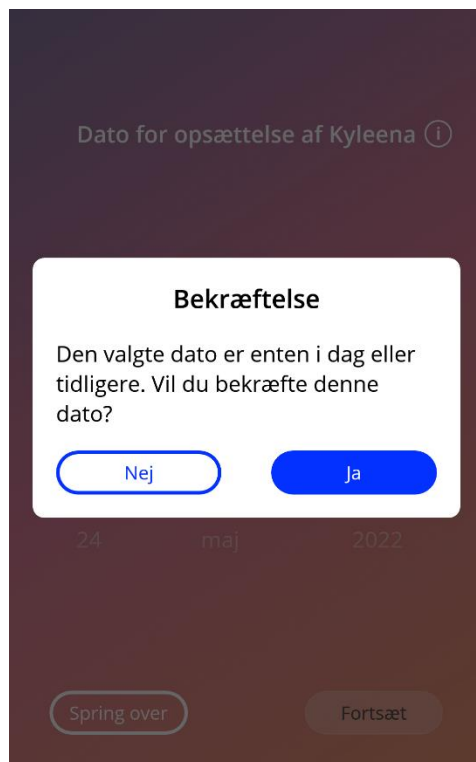 Dato for opsættelse af Kyleena i
Bekræftelse
Den valgte dato er enten i dag eller
tidligere. Vil du bekræfte denne
dato?
Nej Ja
24 maj 2022
Spring over Fortsæt